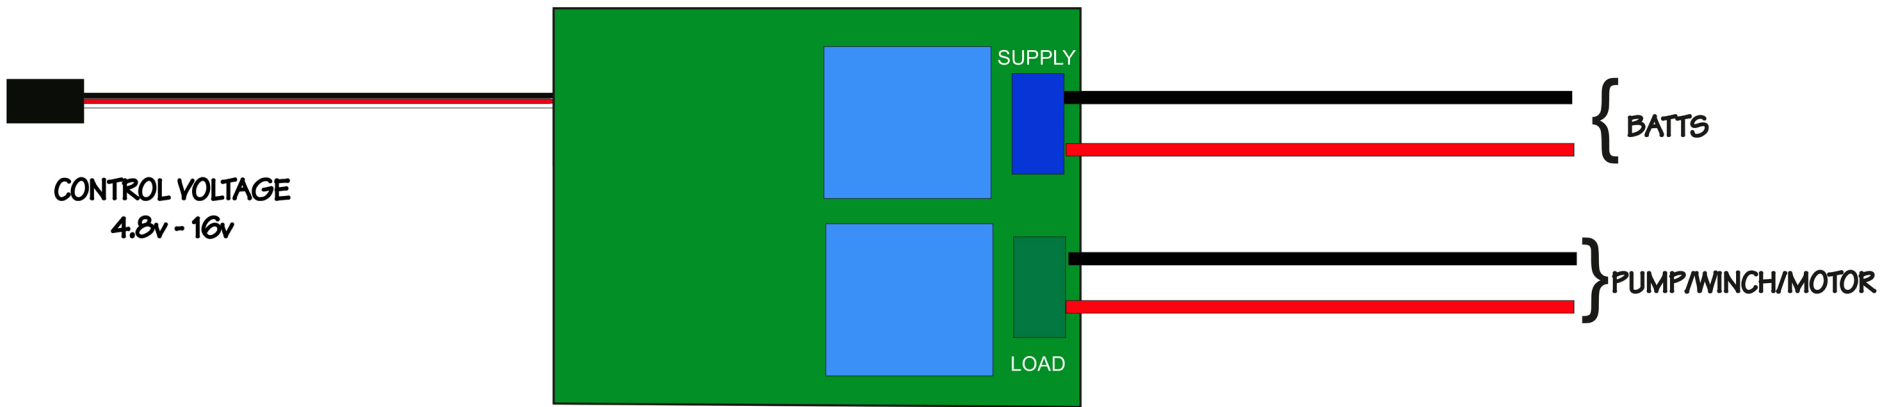 SUPPLY
BATTS
CONTROL VOLTAGE
4.8v - 16v
PUMP/WINCH/MOTOR
LOAD